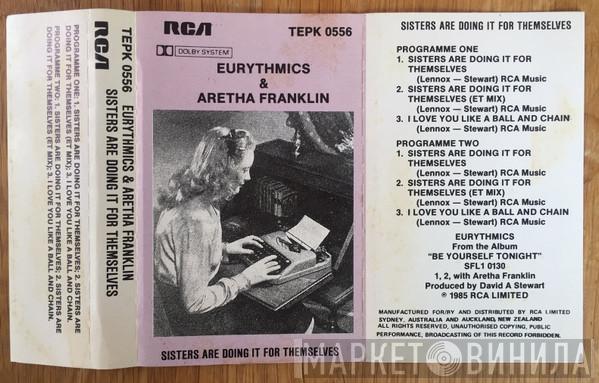 PROGRAMME ONE: 1. SISTERS ARE DOING IT FOR THEMSELVES; 2. SISTERS ARE
DOING IT FOR THEMSELVES (ET MIX); 3. I LOVE YOU LIKE A BALL AND CHAIN.
PROGRAMME TWO: 1. SISTERS ARE DOING IT FOR THEMSELVES; 2. SISTERS ARE
DOING IT FOR THEMSELVES (ET MIX); 3. I LOVE YOU LIKE A BALL AND CHAIN.
RCA
TEPK 0556 EURYTHMICS & ARETHA FRANKLIN
SISTERS ARE DOING IT FOR THEMSELVES
RCA TEPK 0556
DOLBY SYSTEM
EURYTHMICS
&
ARETHA FRANKLIN
SISTERS ARE DOING IT FOR THEMSELVES
SISTERS ARE DOING IT FOR THEMSELVES
PROGRAMME ONE
1. SISTERS ARE DOING IT FOR
THEMSELVES
(Lennox — Stewart) RCA Music
2. SISTERS ARE DOING IT FOR
THEMSELVES (ET MIX)
(Lennox — Stewart) RCA Music
3. I LOVE YOU LIKE A BALL AND CHAIN
(Lennox — Stewart) RCA Music
PROGRAMME TWO
1. SISTERS ARE DOING IT FOR
THEMSELVES
(Lennox — Stewart) RCA Music
2. SISTERS ARE DOING IT FOR
THEMSELVES (ET MIX)
(Lennox — Stewart) RCA Music
3. I LOVE YOU LIKE A BALL AND CHAIN
(Lennox — Stewart) RCA Music
EURYTHMICS
From the Album
"BE YOURSELF TONIGHT"
SFL1 0130
1, 2, with Aretha Franklin
Produced by David A Stewart
℗ 1985 RCA LIMITED
MANUFACTURED FOR/BY AND DISTRIBUTED BY RCA LIMITED
SYDNEY, AUSTRALIA AND AUCKLAND, NEW ZEALAND
ALL RIGHTS RESERVED, UNAUTHORISED COPYING, PUBLIC
PERFORMANCE, BROADCASTING OF THIS RECORD FORBIDDEN.
МАРКЕТ ВИНИЛА